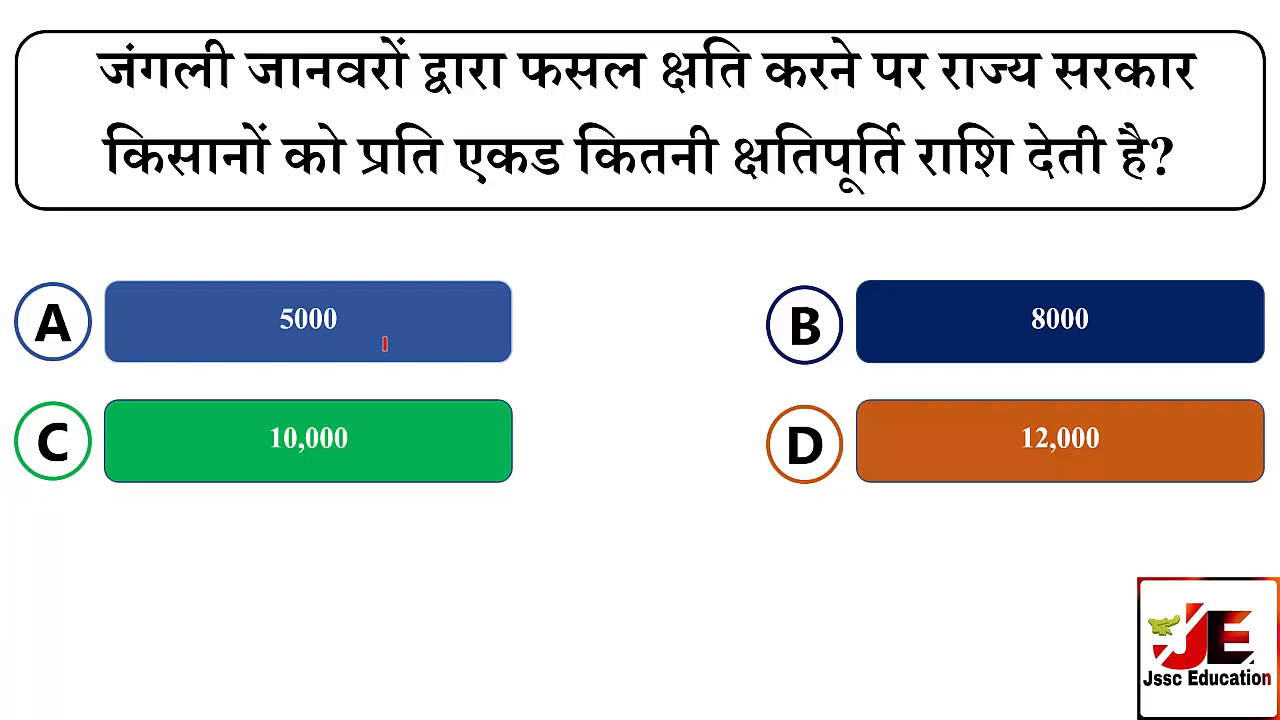 जंगली जानवरों द्वारा फसल क्षति करने पर राज्य सरकार
किसानों को प्रति एकड कितनी क्षतिपूर्ति राशि देती है?
A 5000
B 8000
C 10,000
D 12,000
JE
Jssc Education